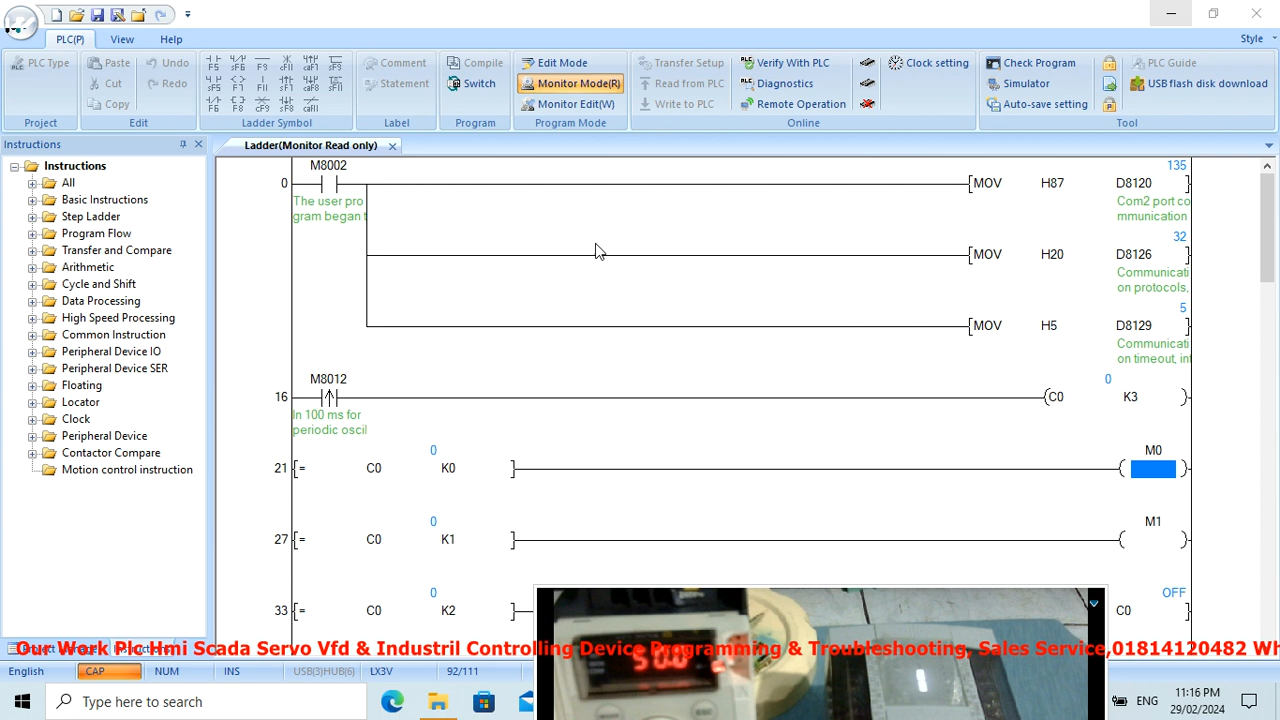 PLC(P) View Help Style
PLC Type
Project
Paste
Cut
Copy
Undo
Redo
Edit
F5 sF5 F6 sF6 F7 F8 F9
Ladder Symbol
Comment
Statement
Label
Compile
Switch
Program
Edit Mode
Monitor Mode(R)
Monitor Edit(W)
Program Mode
Transfer Setup
Read from PLC
Write to PLC
Verify With PLC
Diagnostics
Remote Operation
Clock setting
Online
Check Program
Simulator
Auto-save setting
PLC Guide
USB flash disk download
Tool
Instructions
Ladder(Monitor Read only)
Instructions
All
Basic Instructions
Step Ladder
Program Flow
Transfer and Compare
Arithmetic
Cycle and Shift
Data Processing
High Speed Processing
Common Instruction
Peripheral Device IO
Peripheral Device SER
Floating
Locator
Clock
Peripheral Device
Contactor Compare
Motion control instruction
M8002 135
0 [MOV H87 D8120 ]
The user pro Com2 port co
gram began t mmunication
32
[MOV H20 D8126 ]
Communicati
on protocols,
5
[MOV H5 D8129 ]
Communicati
on timeout, int
M8012 0
16 (C0 K3 )
In 100 ms for
periodic oscil
0 M0
21 [= C0 K0 ] ( )
0 M1
27 [= C0 K1 ] ( )
0 OFF
33 [= C0 K2 ] C0 ]
50.0
Our Work Plc Hmi Scada Servo Vfd & Industril Controlling Device Programming & Troubleshooting, Sales Service,01814120482 Wh
English CAP NUM INS USB(3)HUB(6) LX3V 92/111
Type here to search
ENG
11:16 PM
29/02/2024